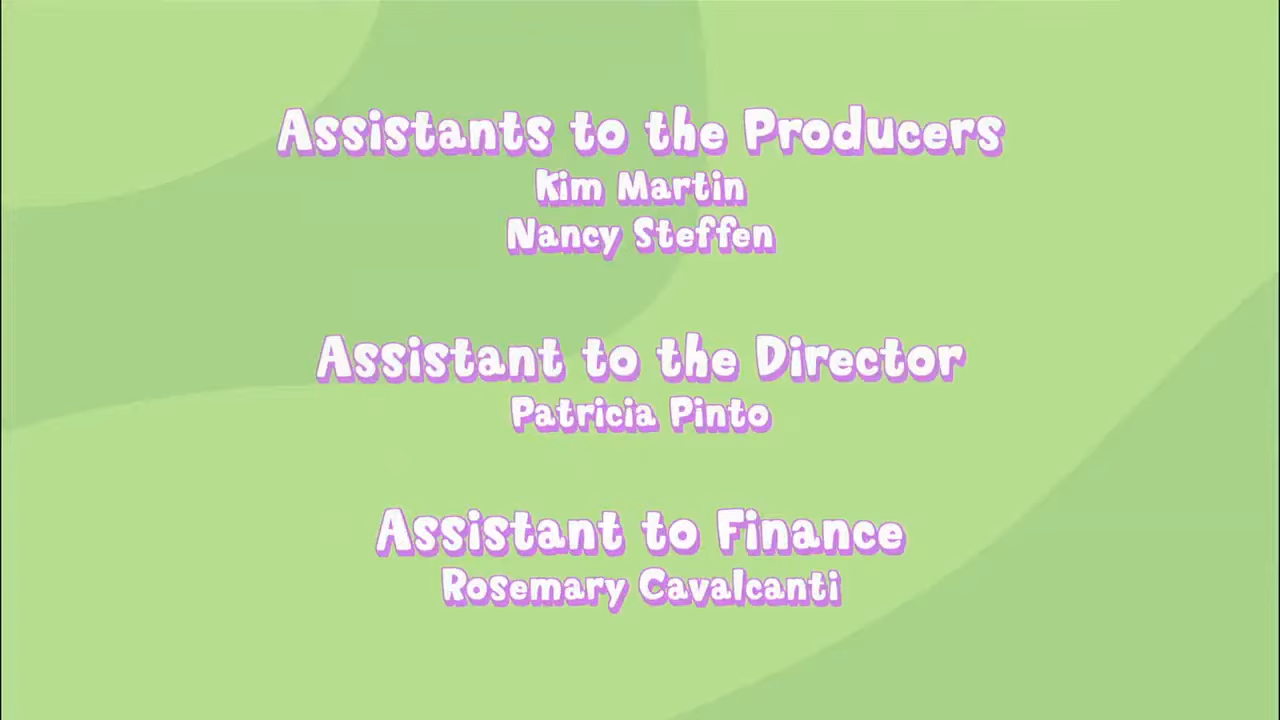 Assistants to the Producers
Kim Martin
Nancy Steffen
Assistant to the Director
Patricia Pinto
Assistant to Finance
Rosemary Cavalcanti